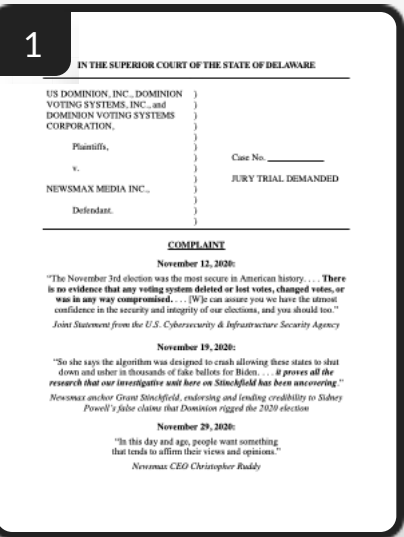 1
IN THE SUPERIOR COURT OF THE STATE OF DELAWARE
US DOMINION, INC., DOMINION )
VOTING SYSTEMS, INC., and )
DOMINION VOTING SYSTEMS )
CORPORATION, )
)
Plaintiffs, )
)
v. ) Case No. ___________
)
NEWSMAX MEDIA INC., ) JURY TRIAL DEMANDED
)
Defendant. )
)
COMPLAINT
November 12, 2020:
"The November 3rd election was the most secure in American history. . . . There
is no evidence that any voting system deleted or lost votes, changed votes, or
was in any way compromised. . . . [W]e can assure you we have the utmost
confidence in the security and integrity of our elections, and you should too."
Joint Statement from the U.S. Cybersecurity & Infrastructure Security Agency
November 19, 2020:
"So she says the algorithm was designed to crash allowing these states to shut
down and usher in thousands of fake ballots for Biden. . . . it proves all the
research that our investigative unit here on Stinchfield has been uncovering."
Newsmax anchor Grant Stinchfield, endorsing and lending credibility to Sidney
Powell's false claims that Dominion rigged the 2020 election
November 29, 2020:
"In this day and age, people want something
that tends to affirm their views and opinions."
Newsmax CEO Christopher Ruddy